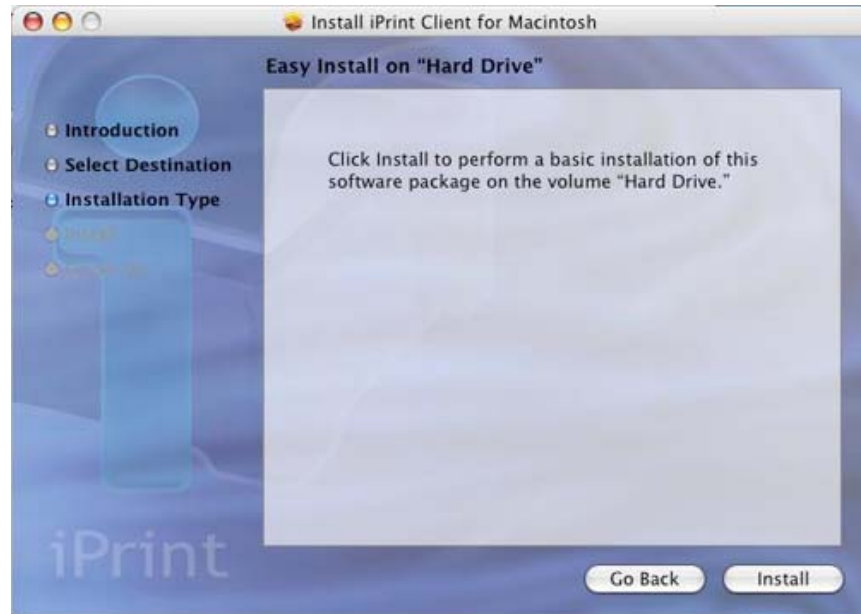 Install iPrint Client for Macintosh
Easy Install on “Hard Drive”
Introduction
Select Destination
Installation Type
Install
Click Install to perform a basic installation of this
software package on the volume “Hard Drive.”
iPrint
Go Back
Install